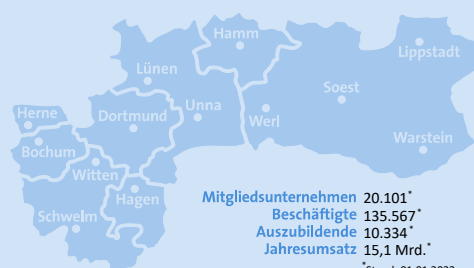 Hamm
Lippstadt
Lünen
Soest
Herne
Dortmund
Unna
Werl
Bochum
Warstein
Witten
Hagen
Schwelm
Mitgliedsunternehmen 20.101*
Beschäftigte 135.567*
Auszubildende 10.334*
Jahresumsatz 15,1 Mrd.*